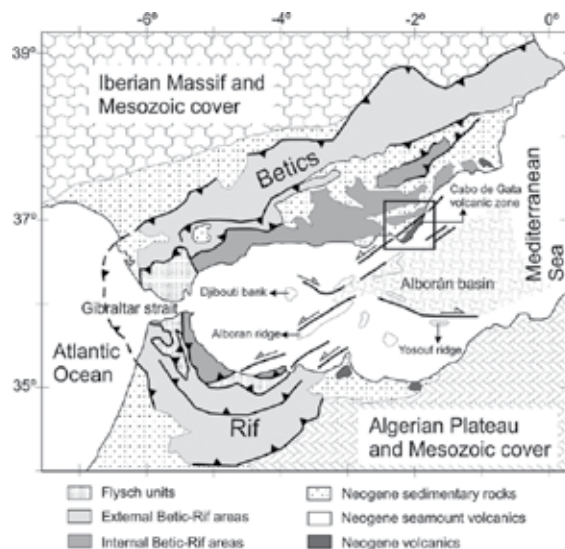 -6° -4° -2° 0°
39°
Iberian Massif and
Mesozoic cover
Betics
Cabo de Gata
volcanic zone
37°
Mediterranean
Sea
Djibouti bank
Alborán basin
Gibraltar strait
Alboran ridge
Yosouf ridge
Atlantic
Ocean
35°
Rif
Algerian Plateau
and Mesozoic cover
Flysch units
External Betic-Rif areas
Internal Betic-Rif areas
Neogene sedimentary rocks
Neogene seamount volcanics
Neogene volcanics